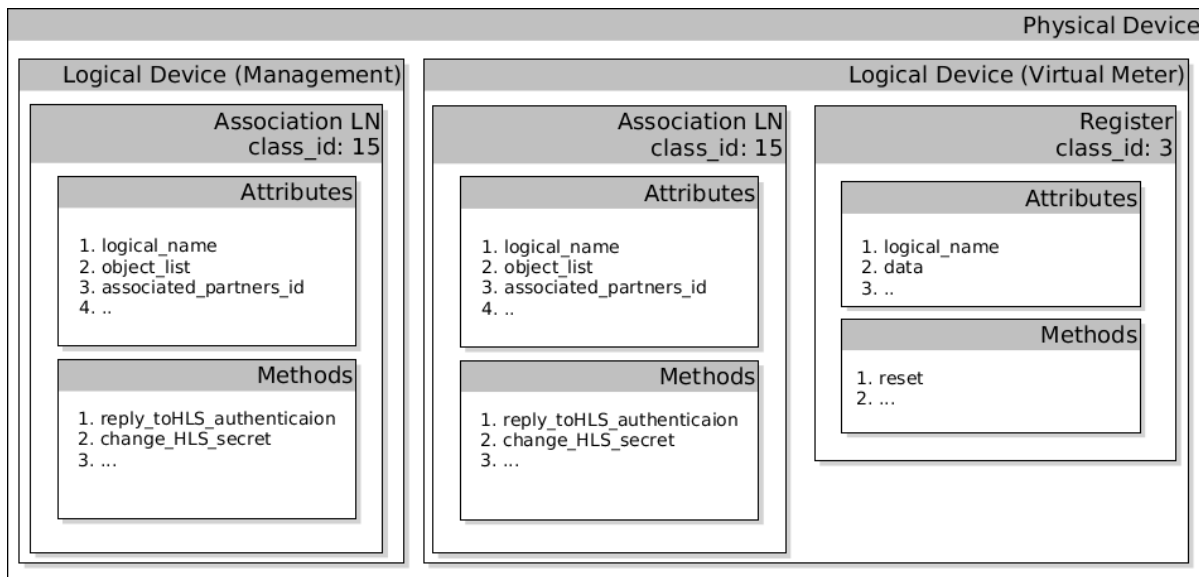 Physical Device
Logical Device (Management)
Association LN
class_id: 15
Attributes
1. logical_name
2. object_list
3. associated_partners_id
4. ..
Methods
1. reply_toHLS_authenticaion
2. change_HLS_secret
3. ...
Logical Device (Virtual Meter)
Association LN
class_id: 15
Attributes
1. logical_name
2. object_list
3. associated_partners_id
4. ..
Methods
1. reply_toHLS_authenticaion
2. change_HLS_secret
3. ...
Register
class_id: 3
Attributes
1. logical_name
2. data
3. ..
Methods
1. reset
2. ...